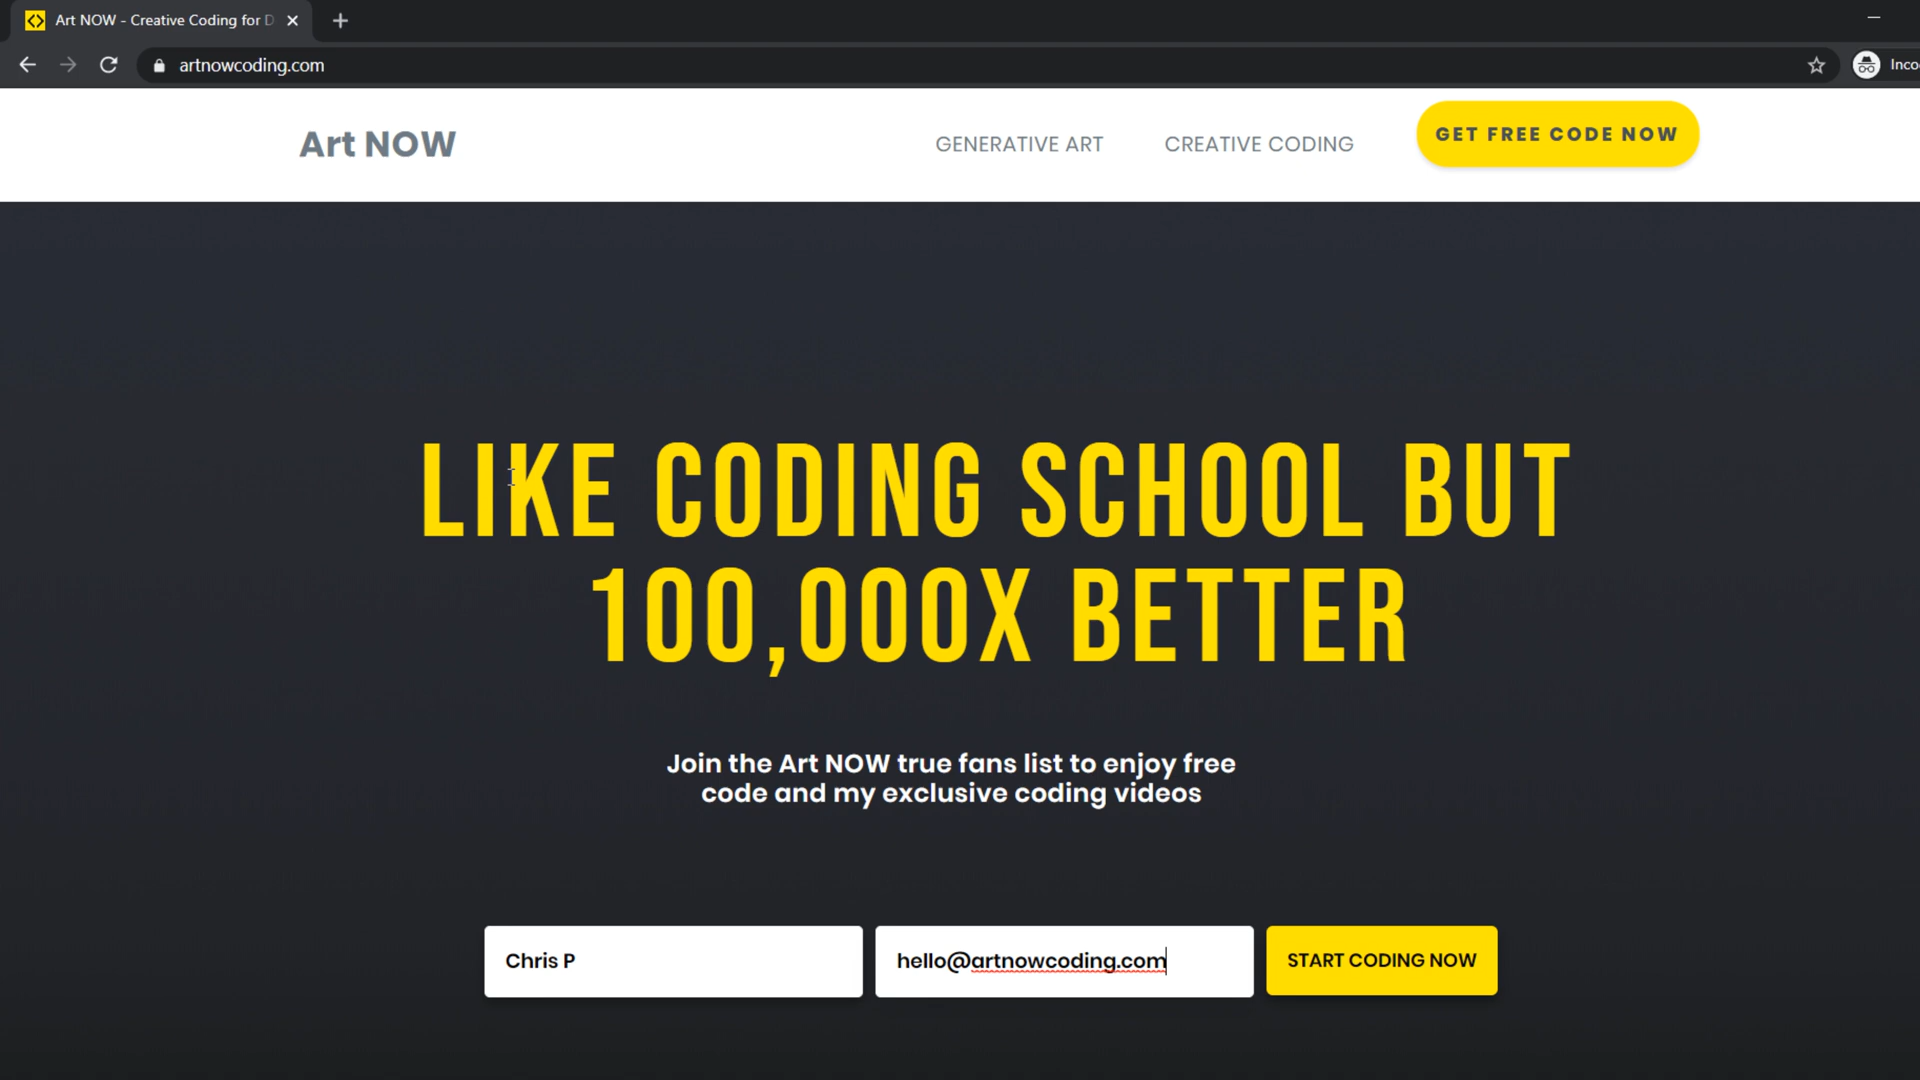 Art NOW - Creative Coding for D
artnowcoding.com
Inco
Art NOW
GENERATIVE ART
CREATIVE CODING
GET FREE CODE NOW
LIKE CODING SCHOOL BUT
100,000X BETTER
Join the Art NOW true fans list to enjoy free
code and my exclusive coding videos
Chris P
hello@artnowcoding.com
START CODING NOW